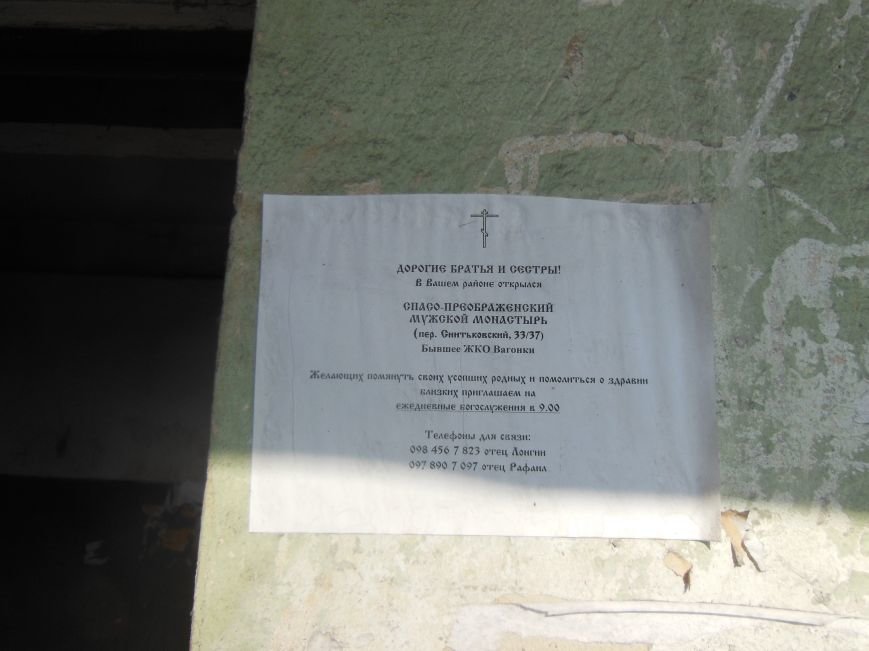 ДОРОГИЕ БРАТЬЯ И СЕСТРЫ!
В Вашем районе открылся
СПАСО-ПРЕОБРАЖЕНСКИЙ
МУЖСКОЙ МОНАСТЫРЬ
(пер. Снитьковский, 33/37)
Бывшее ЖКО Вагонки
Желающих помянуть своих усопших родных и помолиться о здравии
близких приглашаем на
ежедневные богослужения в 9.00
Телефоны для связи:
098 456 7 823 отец Лонгин
097 890 7 097 отец Рафаил